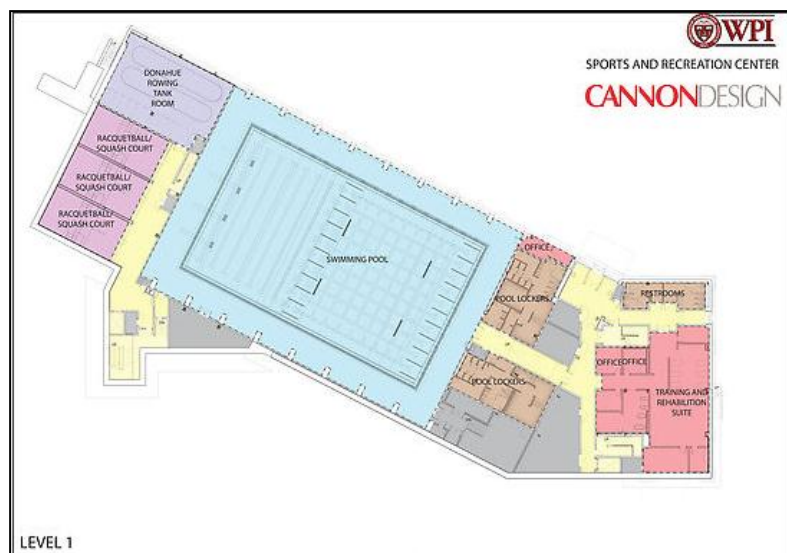 WPI
SPORTS AND RECREATION CENTER
CANNONDESIGN
DONAHUE
ROWING
TANK
ROOM
RACQUETBALL/
SQUASH COURT
RACQUETBALL/
SQUASH COURT
RACQUETBALL/
SQUASH COURT
SWIMMING POOL
OFFICE
POOL LOCKERS
RESTROOMS
POOL LOCKERS
OFFICE
OFFICE
TRAINING AND
REHABILITION
SUITE
LEVEL 1